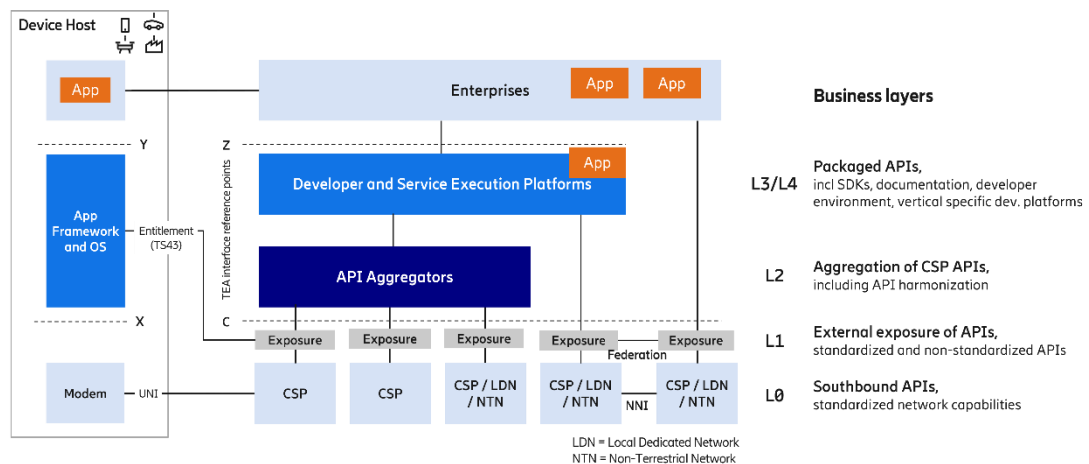 Device Host
App
Enterprises
App
App
Business layers
Y
Z
App
Framework
and OS
Entitlement
(TS43)
TEA interface reference points
Developer and Service Execution Platforms
App
L3/L4
Packaged APIs,
incl SDKs, documentation, developer
environment, vertical specific dev. platforms
API Aggregators
L2
Aggregation of CSP APIs,
including API harmonization
X
C
Exposure
Exposure
Exposure
Exposure
Exposure
Federation
L1
External exposure of APIs,
standardized and non-standardized APIs
Modem
UNI
CSP
CSP
CSP / LDN
/ NTN
CSP / LDN
/ NTN
NNI
CSP / LDN
/ NTN
L0
Southbound APIs,
standardized network capabilities
LDN = Local Dedicated Network
NTN = Non-Terrestrial Network